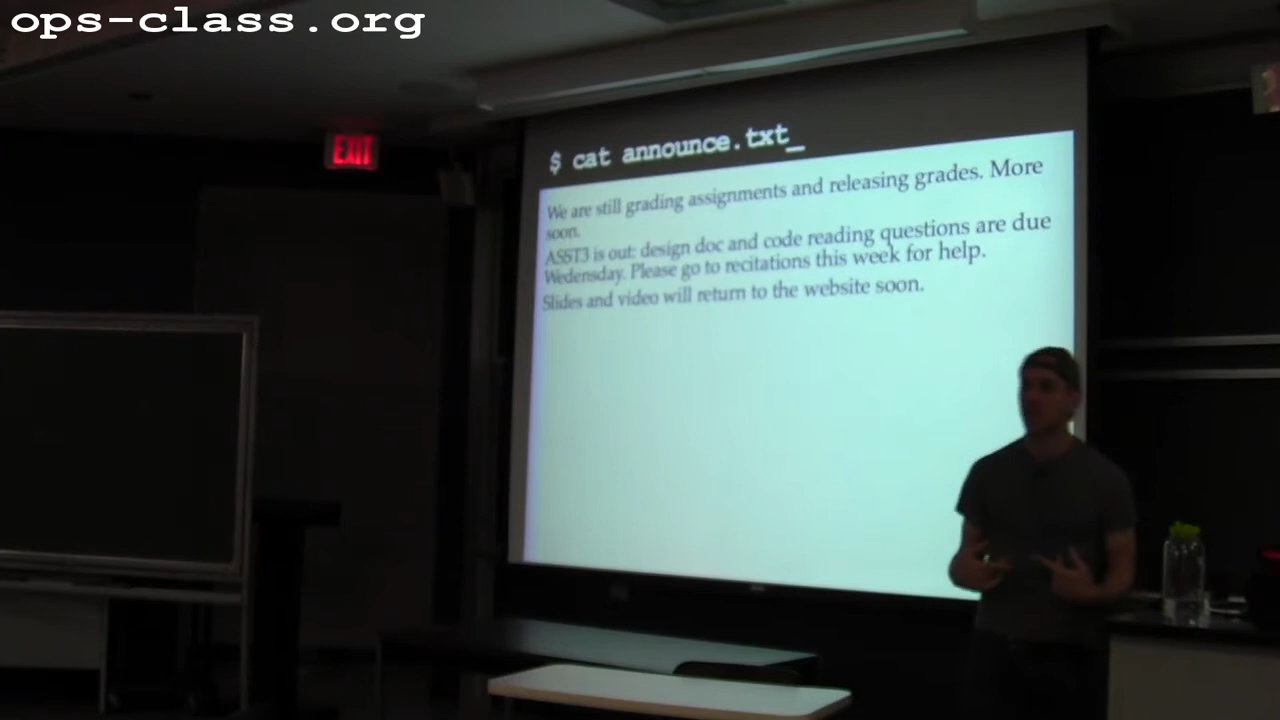 ops-class.org
EXIT
$ cat announce.txt_
We are still grading assignments and releasing grades. More
soon.
ASST3 is out: design doc and code reading questions are due
Wedensday. Please go to recitations this week for help.
Slides and video will return to the website soon.